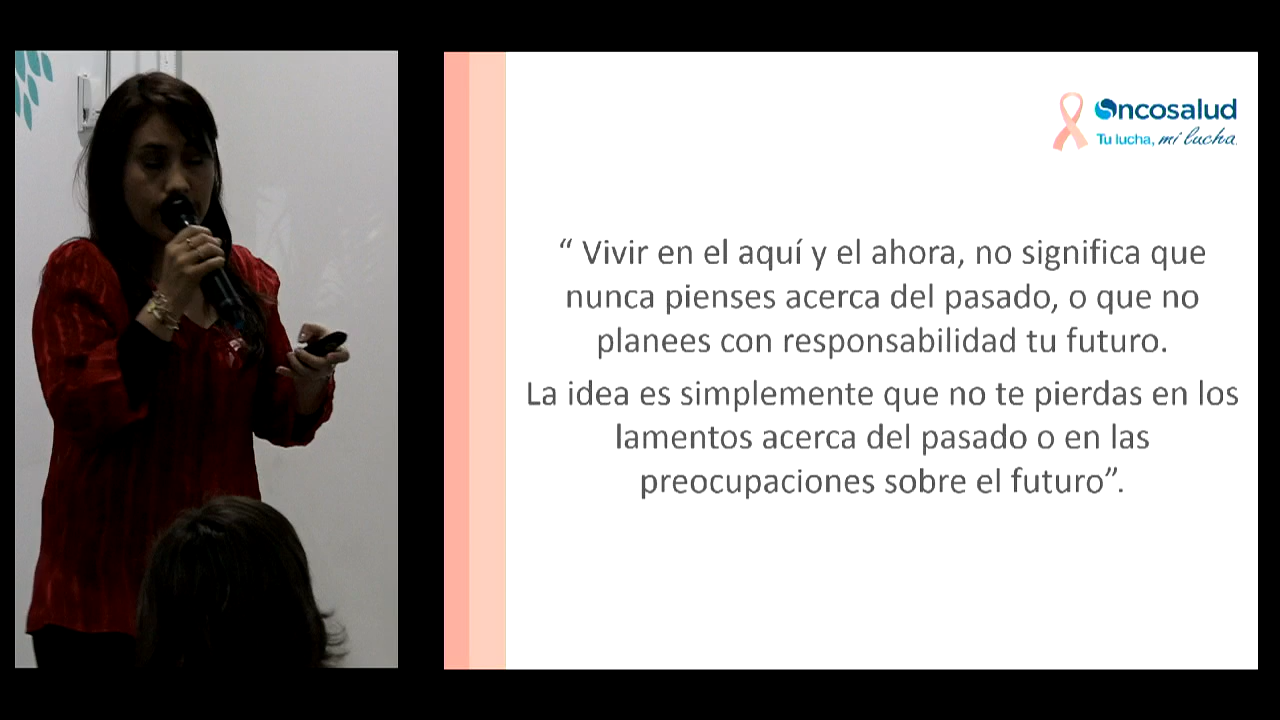 Oncosalud
Tu lucha, mi lucha.
“ Vivir en el aquí y el ahora, no significa que
nunca pienses acerca del pasado, o que no
planees con responsabilidad tu futuro.
La idea es simplemente que no te pierdas en los
lamentos acerca del pasado o en las
preocupaciones sobre el futuro”.